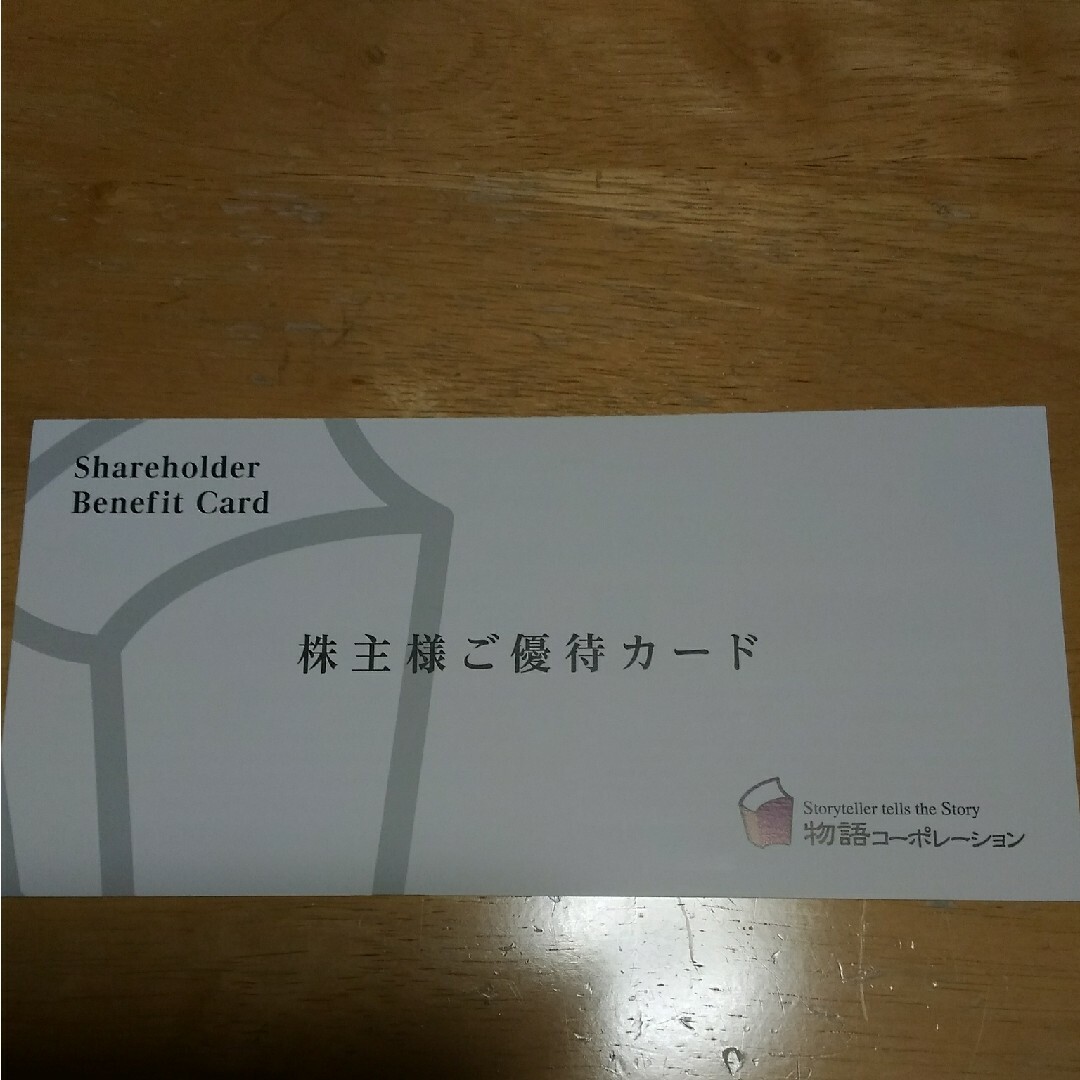 Shareholder
Benefit Card
株主様ご優待カード
Storyteller tells the Story
物語コーポレーション